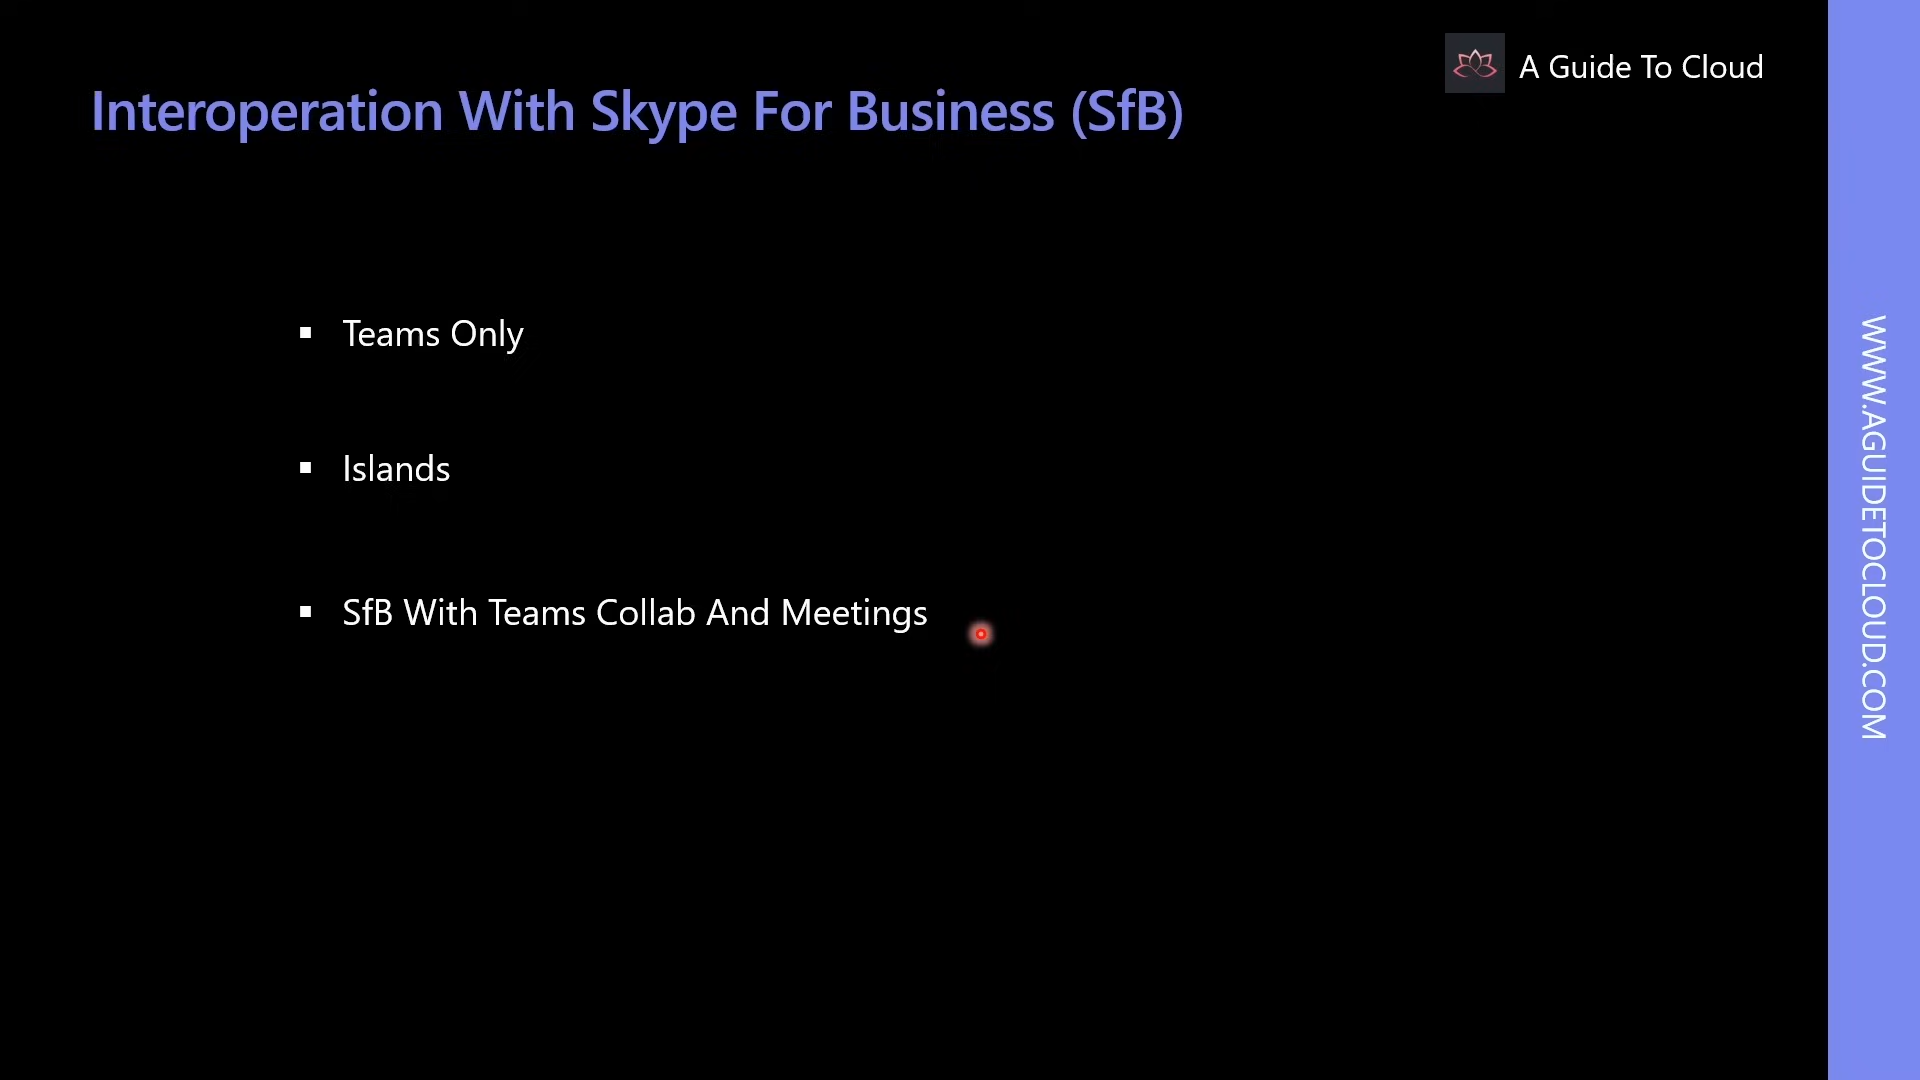 A Guide To Cloud
Interoperation With Skype For Business (SfB)
Teams Only
Islands
SfB With Teams Collab And Meetings
WWW.AGUIDETOCLOUD.COM